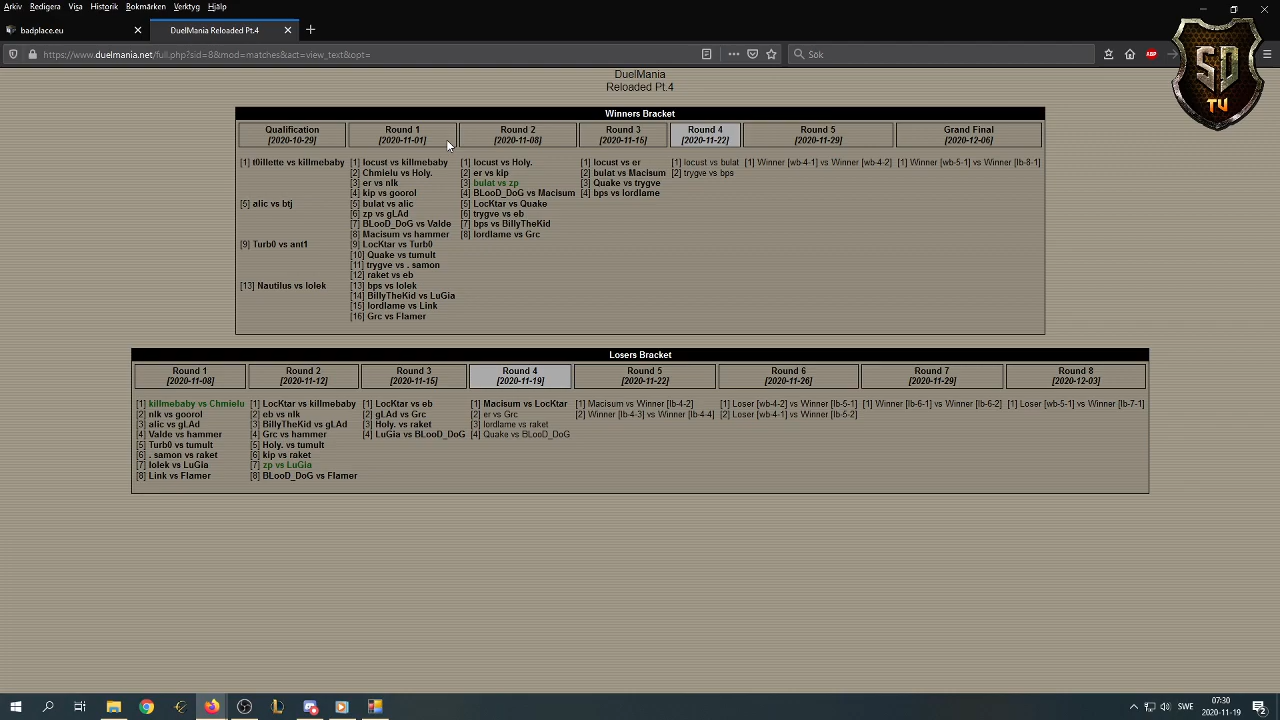 Arkiv Redigera Visa Historik Bokmärken Verktyg Hjälp
badplace.eu
DuelMania Reloaded Pt.4
https://www.duelmania.net/full.php?sid=8&mod=matches&act=view_text&opt=
Sök
ABP
SD
TV
DuelMania
Reloaded Pt.4
Winners Bracket
Qualification Round 1 Round 2 Round 3 Round 4 Round 5 Grand Final
[2020-10-29] [2020-11-01] [2020-11-08] [2020-11-15] [2020-11-22] [2020-11-29] [2020-12-06]
[1] t0illette vs killmebaby [1] locust vs killmebaby [1] locust vs Holy. [1] locust vs er [1] locust vs bulat [1] Winner [wb-4-1] vs Winner [wb-4-2] [1] Winner [wb-5-1] vs Winner [lb-8-1]
[2] Chmielu vs Holy. [2] er vs kip [2] bulat vs Macisum [2] trygve vs bps
[3] er vs nlk [3] bulat vs zp [3] Quake vs trygve
[4] kip vs goorol [4] BLooD_DoG vs Macisum [4] bps vs lordlame
[5] alic vs btj [5] bulat vs alic [5] LocKtar vs Quake
[6] zp vs gLAd [6] trygve vs eb
[7] BLooD_DoG vs Valde [7] bps vs BillyTheKid
[8] Macisum vs hammer [8] lordlame vs Grc
[9] Turb0 vs ant1 [9] LocKtar vs Turb0
[10] Quake vs tumult
[11] trygve vs . samon
[12] raket vs eb
[13] Nautilus vs lolek [13] bps vs lolek
[14] BillyTheKid vs LuGia
[15] lordlame vs Link
[16] Grc vs Flamer
Losers Bracket
Round 1 Round 2 Round 3 Round 4 Round 5 Round 6 Round 7 Round 8
[2020-11-08] [2020-11-12] [2020-11-15] [2020-11-19] [2020-11-22] [2020-11-26] [2020-11-29] [2020-12-03]
[1] killmebaby vs Chmielu [1] LocKtar vs killmebaby [1] LocKtar vs eb [1] Macisum vs LocKtar [1] Macisum vs Winner [lb-4-2] [1] Loser [wb-4-2] vs Winner [lb-5-1] [1] Winner [lb-6-1] vs Winner [lb-6-2] [1] Loser [wb-5-1] vs Winner [lb-7-1]
[2] nlk vs goorol [2] eb vs nlk [2] gLAd vs Grc [2] er vs Grc [2] Winner [lb-4-3] vs Winner [lb-4-4] [2] Loser [wb-4-1] vs Winner [lb-5-2]
[3] alic vs gLAd [3] BillyTheKid vs gLAd [3] Holy. vs raket [3] lordlame vs raket
[4] Valde vs hammer [4] Grc vs hammer [4] LuGia vs BLooD_DoG [4] Quake vs BLooD_DoG
[5] Turb0 vs tumult [5] Holy. vs tumult
[6] . samon vs raket [6] kip vs raket
[7] lolek vs LuGia [7] zp vs LuGia
[8] Link vs Flamer [8] BLooD_DoG vs Flamer
SWE
07:30
2020-11-19
2